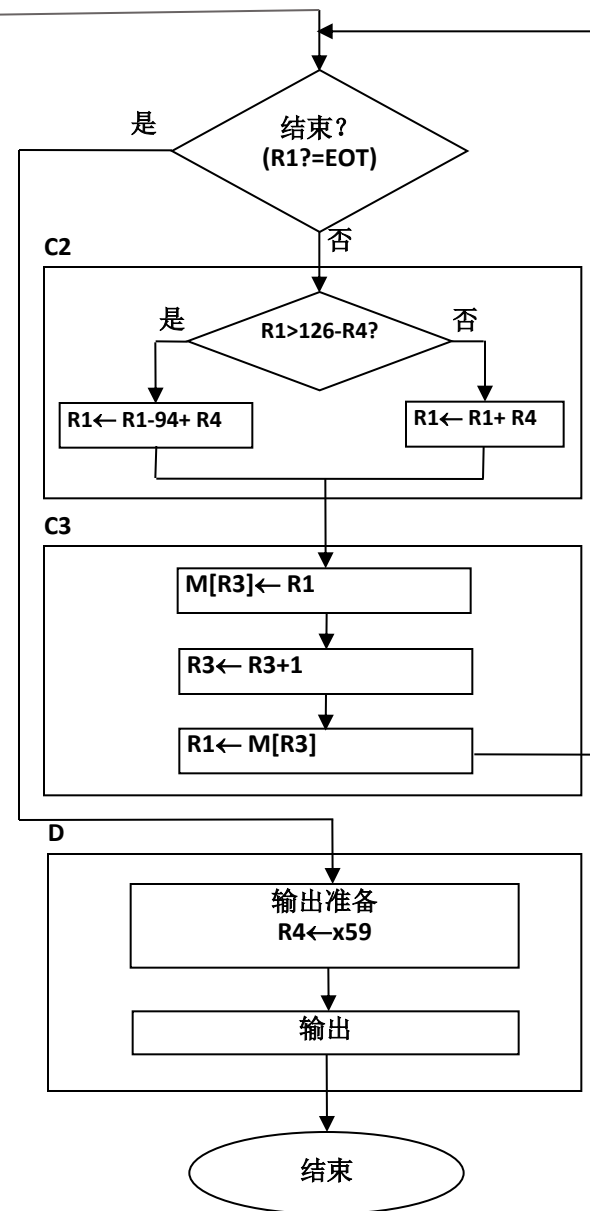 是
结束？
(R1?=EOT)
否
C2
是
R1>126-R4?
否
R1← R1-94+ R4
R1← R1+ R4
C3
M[R3]← R1
R3← R3+1
R1← M[R3]
D
输出准备
R4←x59
输出
结束